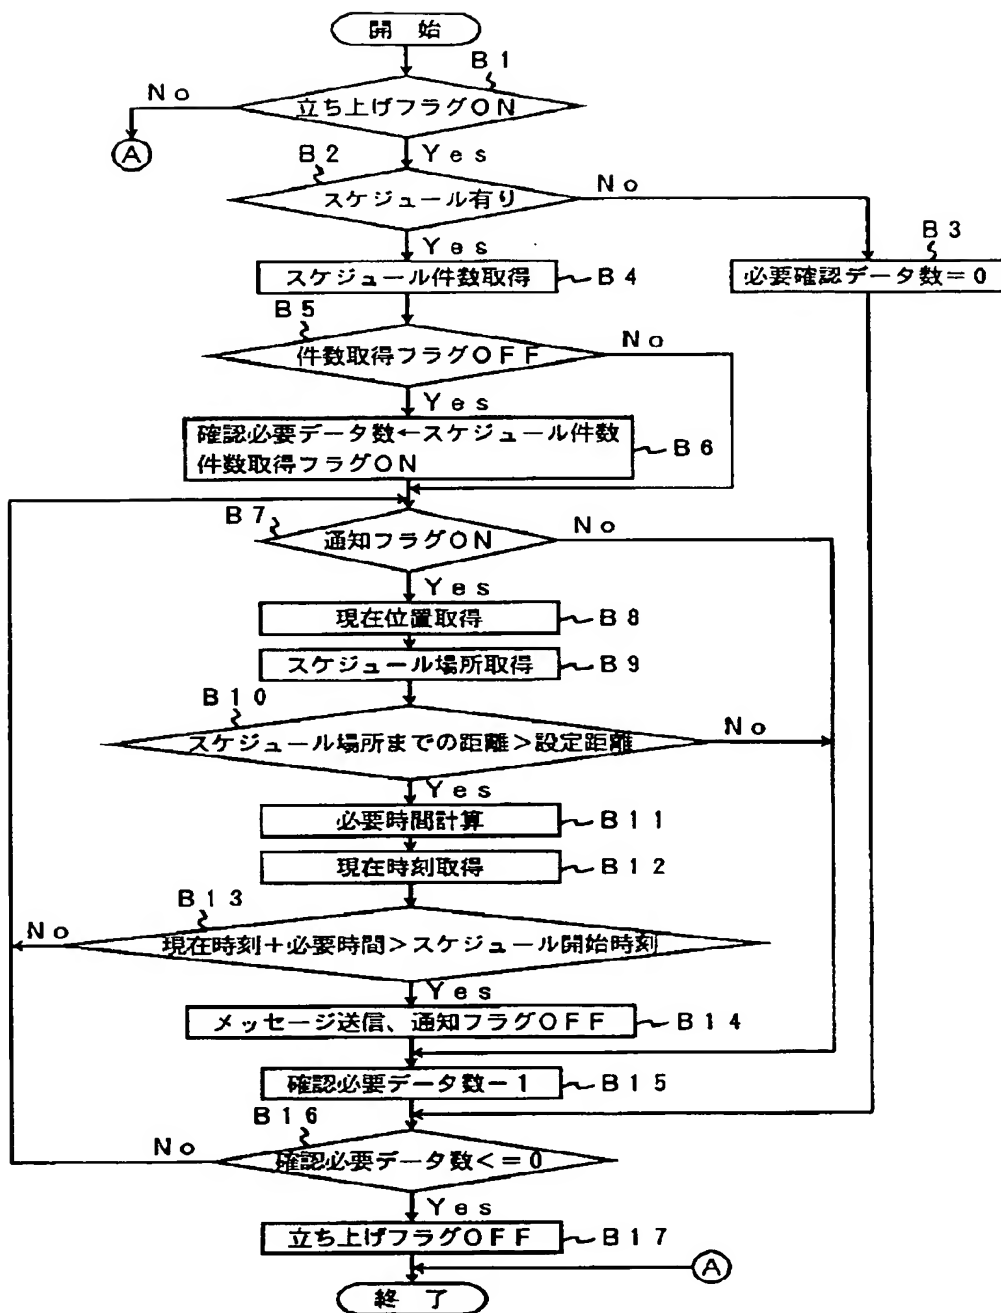 開 始
B1
No
立ち上げフラグON
A
Yes
B2
No
スケジュール有り
Yes
B3
スケジュール件数取得
B4
必要確認データ数=0
B5
No
件数取得フラグOFF
Yes
確認必要データ数←スケジュール件数
件数取得フラグON
B6
B7
No
通知フラグON
Yes
現在位置取得
B8
スケジュール場所取得
B9
B10
No
スケジュール場所までの距離>設定距離
Yes
必要時間計算
B11
現在時刻取得
B12
B13
No
現在時刻+必要時間>スケジュール開始時刻
Yes
メッセージ送信、通知フラグOFF
B14
確認必要データ数-1
B15
B16
No
確認必要データ数<=0
Yes
立ち上げフラグOFF
B17
A
終 了